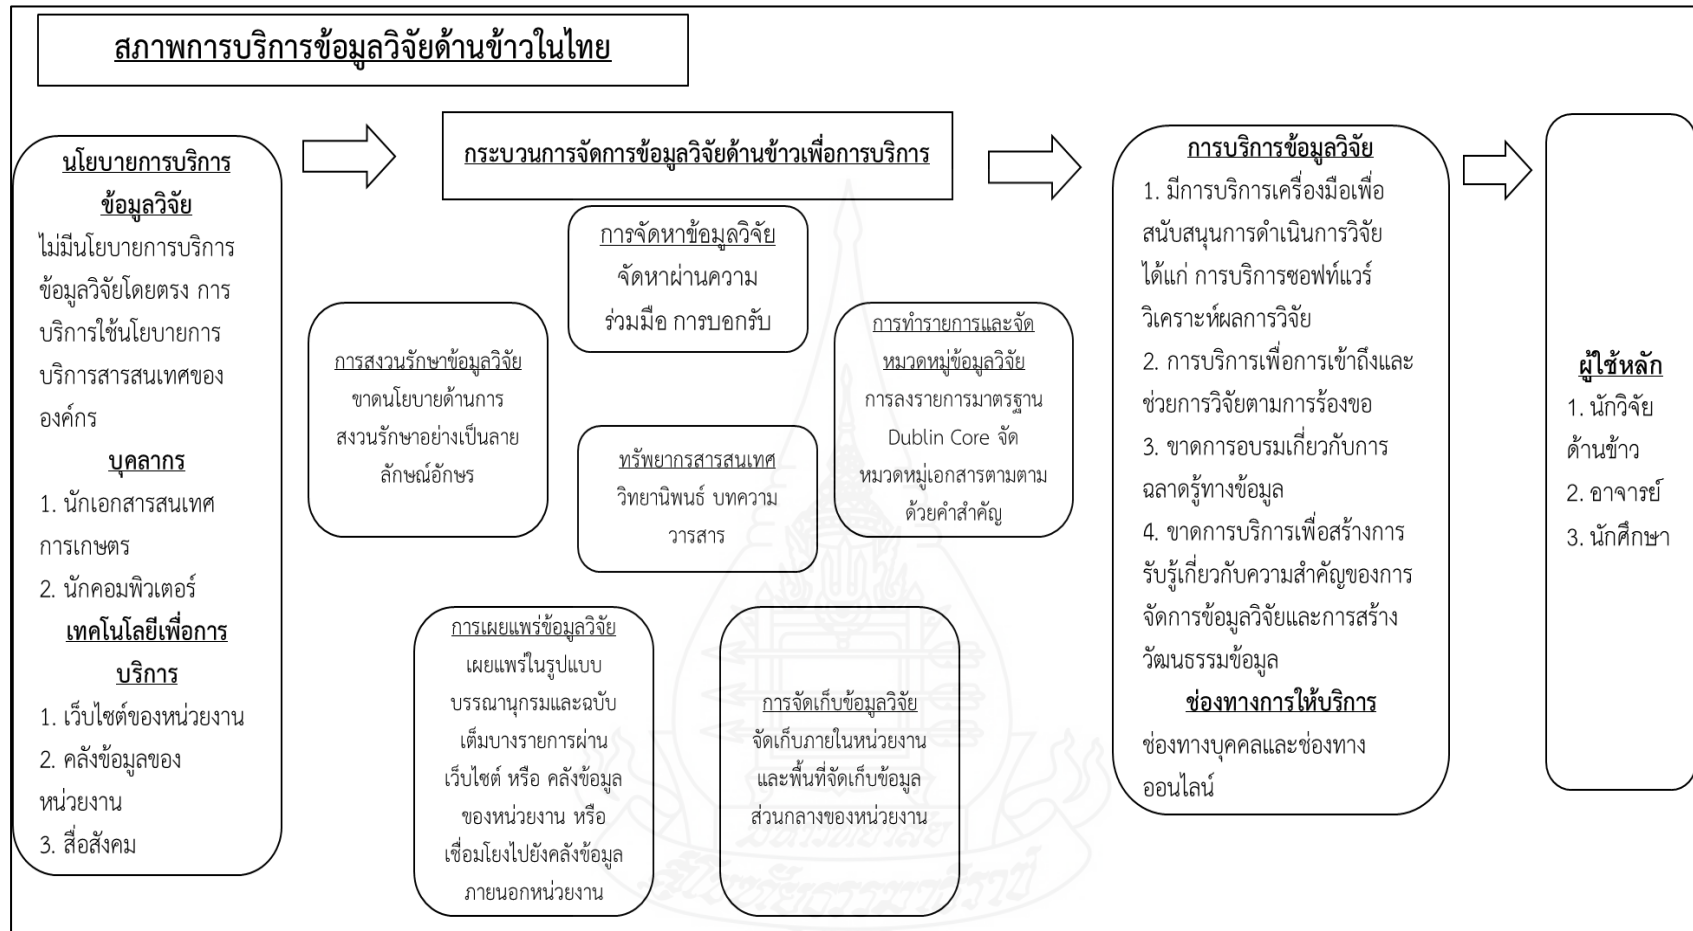 สภาพการบริการข้อมูลวิจัยด้านข้าวในไทย
นโยบายการบริการ
ข้อมูลวิจัย
ไม่มีนโยบายการบริการ
ข้อมูลวิจัยโดยตรง การ
บริการใช้นโยบายการ
บริการสารสนเทศของ
องค์กร
บุคลากร
1. นักเอกสารสนเทศ
การเกษตร
2. นักคอมพิวเตอร์
เทคโนโลยีเพื่อการ
บริการ
1. เว็บไซต์ของหน่วยงาน
2. คลังข้อมูลของ
หน่วยงาน
3. สื่อสังคม
กระบวนการจัดการข้อมูลวิจัยด้านข้าวเพื่อการบริการ
การจัดหาข้อมูลวิจัย
จัดหาผ่านความ
ร่วมมือ การบอกรับ
การสงวนรักษาข้อมูลวิจัย
ขาดนโยบายด้านการ
สงวนรักษาอย่างเป็นลาย
ลักษณ์อักษร
ทรัพยากรสารสนเทศ
วิทยานิพนธ์ บทความ
วารสาร
การทำรายการและจัด
หมวดหมู่ข้อมูลวิจัย
การลงรายการมาตรฐาน
Dublin Core จัด
หมวดหมู่เอกสารตามตาม
ด้วยคำสำคัญ
การเผยแพร่ข้อมูลวิจัย
เผยแพร่ในรูปแบบ
บรรณานุกรมและฉบับ
เต็มบางรายการผ่าน
เว็บไซต์ หรือ คลังข้อมูล
ของหน่วยงาน หรือ
เชื่อมโยงไปยังคลังข้อมูล
ภายนอกหน่วยงาน
การจัดเก็บข้อมูลวิจัย
จัดเก็บภายในหน่วยงาน
และพื้นที่จัดเก็บข้อมูล
ส่วนกลางของหน่วยงาน
การบริการข้อมูลวิจัย
1. มีการบริการเครื่องมือเพื่อ
สนับสนุนการดำเนินการวิจัย
ได้แก่ การบริการซอฟท์แวร์
วิเคราะห์ผลการวิจัย
2. การบริการเพื่อการเข้าถึงและ
ช่วยการวิจัยตามการร้องขอ
3. ขาดการอบรมเกี่ยวกับการ
ฉลาดรู้ทางข้อมูล
4. ขาดการบริการเพื่อสร้างการ
รับรู้เกี่ยวกับความสำคัญของการ
จัดการข้อมูลวิจัยและการสร้าง
วัฒนธรรมข้อมูล
ช่องทางการให้บริการ
ช่องทางบุคคลและช่องทาง
ออนไลน์
ผู้ใช้หลัก
1. นักวิจัย
ด้านข้าว
2. อาจารย์
3. นักศึกษา